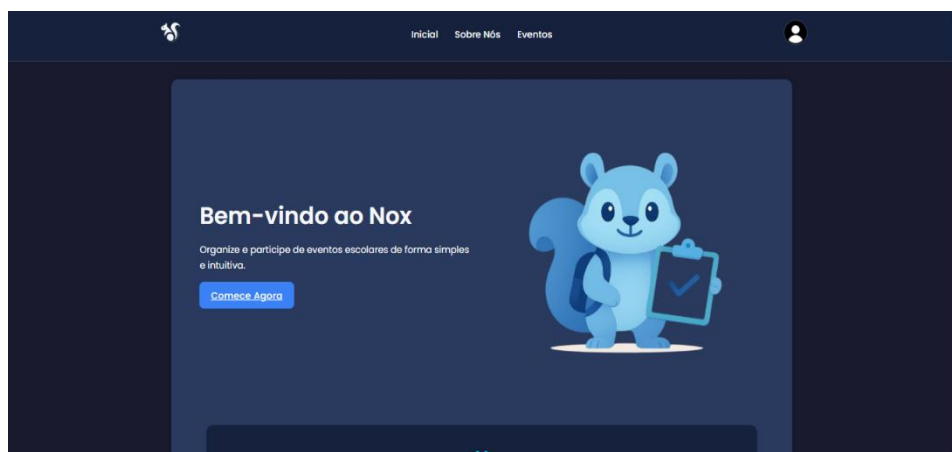 Inicial Sobre Nós Eventos
Bem-vindo ao Nox
Organize e participe de eventos escolares de forma simples
e intuitiva.
Comece Agora